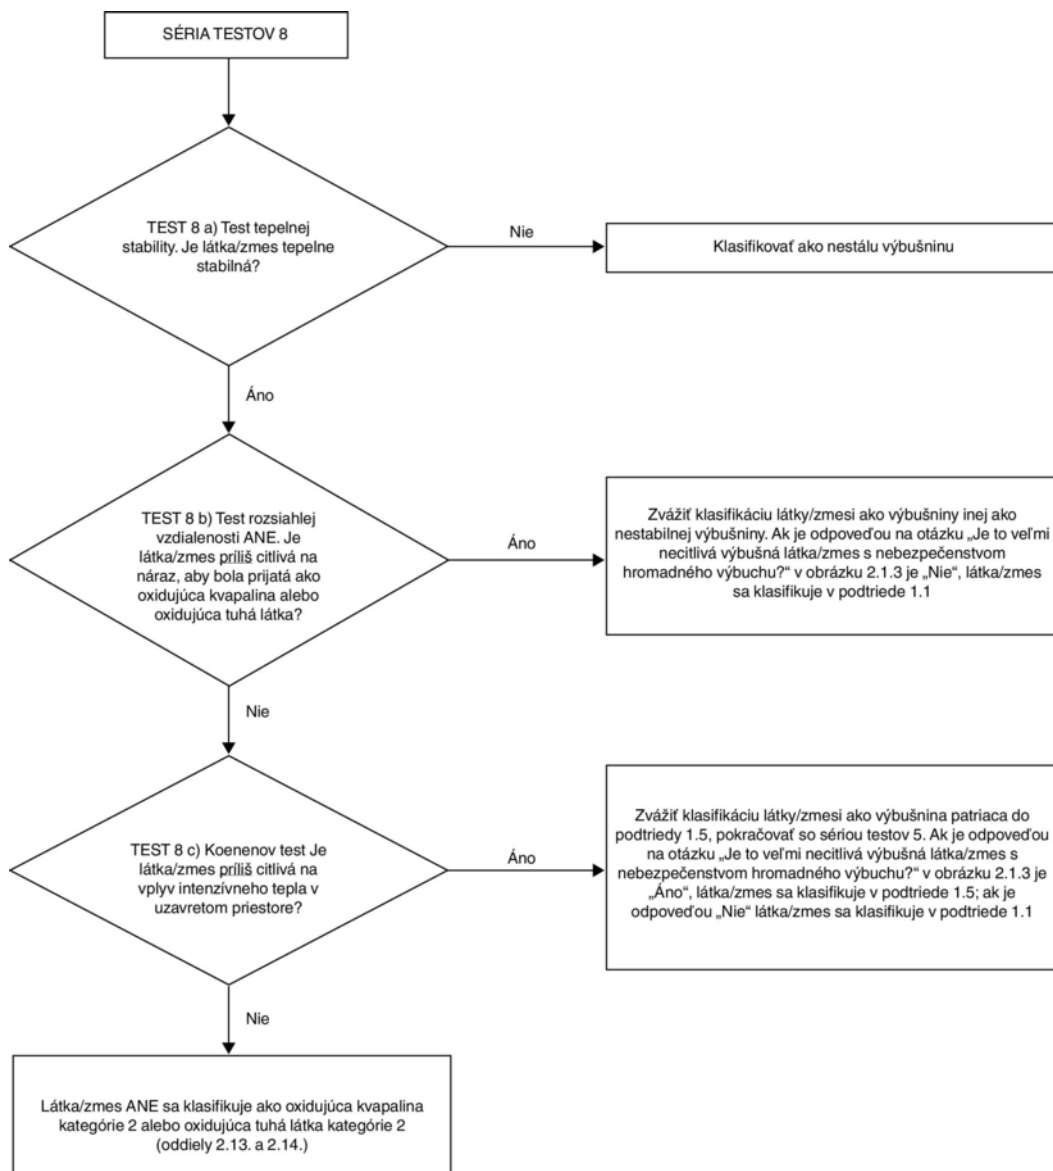 SÉRIA TESTOV 8
TEST 8 a) Test tepelnej
stability. Je látka/zmes tepelne
stabilná?
Nie
Klasifikovať ako nestálu výbušninu
Áno
TEST 8 b) Test rozsiahlej
vzdialenosti ANE. Je
látka/zmes príliš citlivá na
náraz, aby bola prijatá ako
oxidujúca kvapalina alebo
oxidujúca tuhá látka?
Áno
Zvážiť klasifikáciu látky/zmesi ako výbušniny inej ako
nestabilnej výbušniny. Ak je odpoveďou na otázku „Je to veľmi
necitlivá výbušná látka/zmes s nebezpečenstvom
hromadného výbuchu?“ v obrázku 2.1.3 je „Nie“, látka/zmes
sa klasifikuje v podtriede 1.1
Nie
TEST 8 c) Koenenov test Je
látka/zmes príliš citlivá na
vplyv intenzívneho tepla v
uzavretom priestore?
Áno
Zvážiť klasifikáciu látky/zmesi ako výbušnina patriaca do
podtriedy 1.5, pokračovať so sériou testov 5. Ak je odpoveďou
na otázku „Je to veľmi necitlivá výbušná látka/zmes s
nebezpečenstvom hromadného výbuchu?“ v obrázku 2.1.3 je
„Áno“, látka/zmes sa klasifikuje v podtriede 1.5; ak je
odpoveďou „Nie“ látka/zmes sa klasifikuje v podtriede 1.1
Nie
Látka/zmes ANE sa klasifikuje ako oxidujúca kvapalina
kategórie 2 alebo oxidujúca tuhá látka kategórie 2
(oddiely 2.13. a 2.14.)